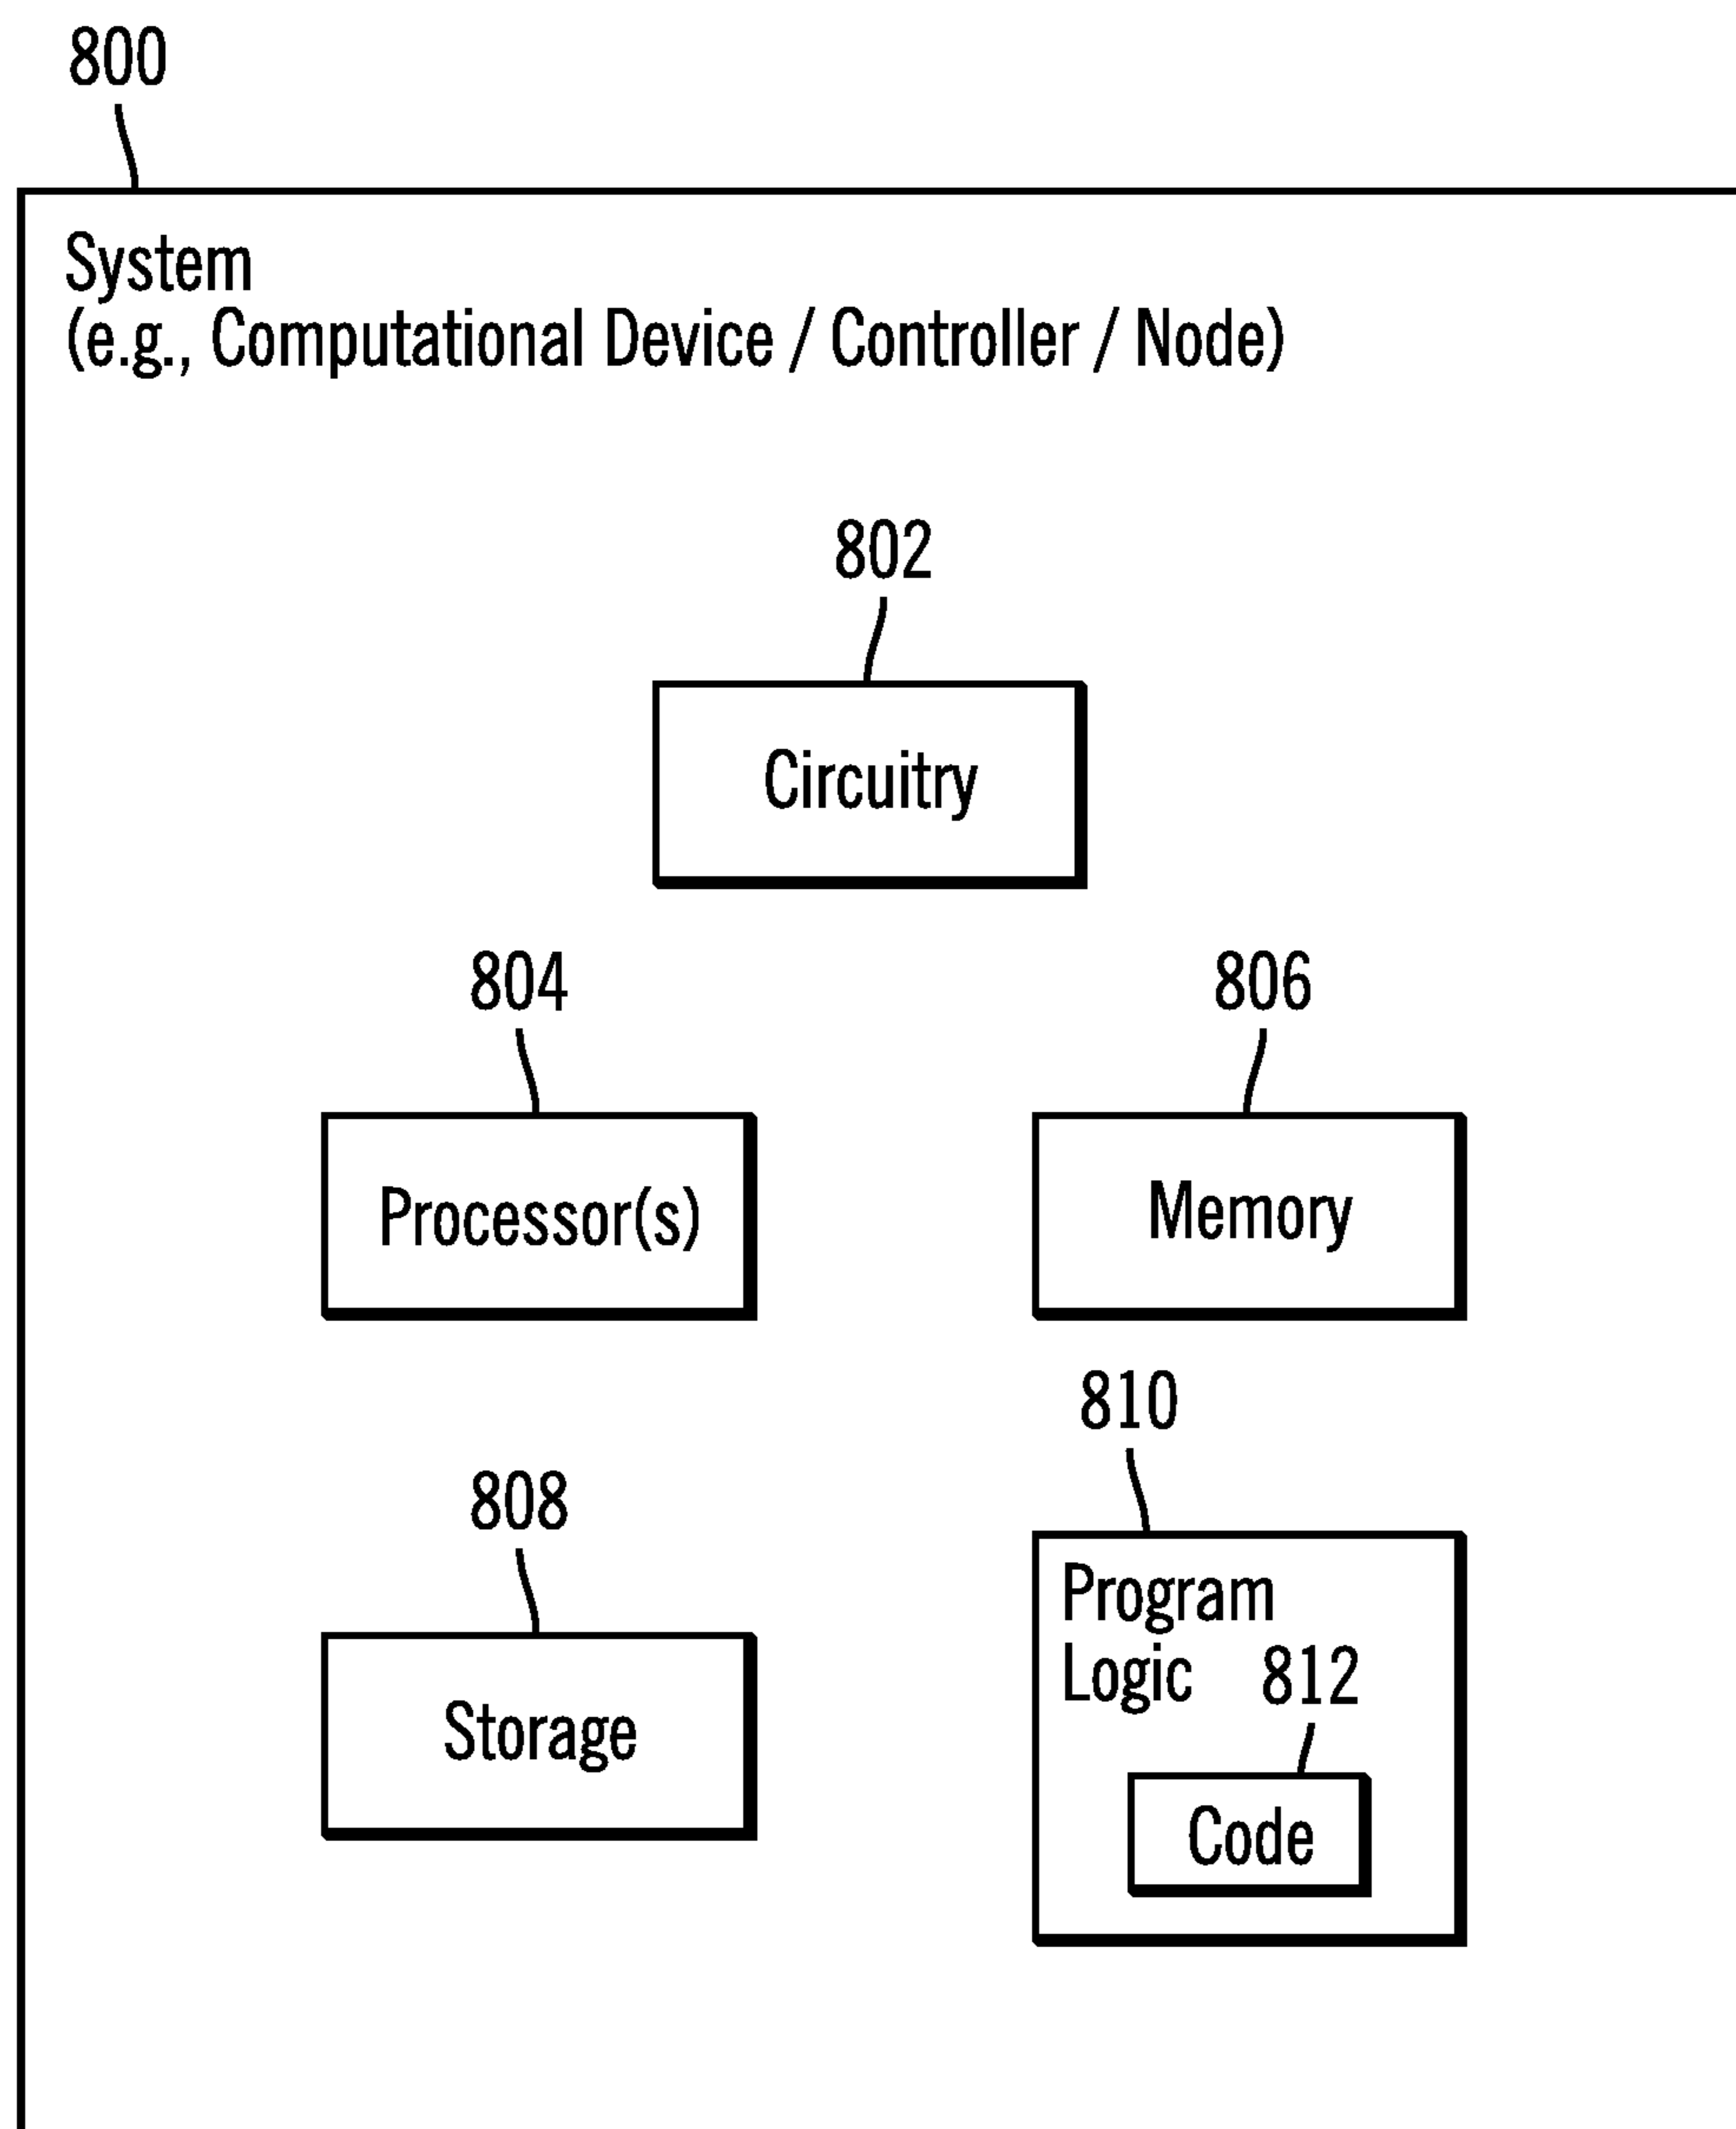 800
System
(e.g., Computational Device / Controller / Node)
802
Circuitry
804
806
Processor(s)
Memory
810
808
Program
Logic 812
Storage
Code